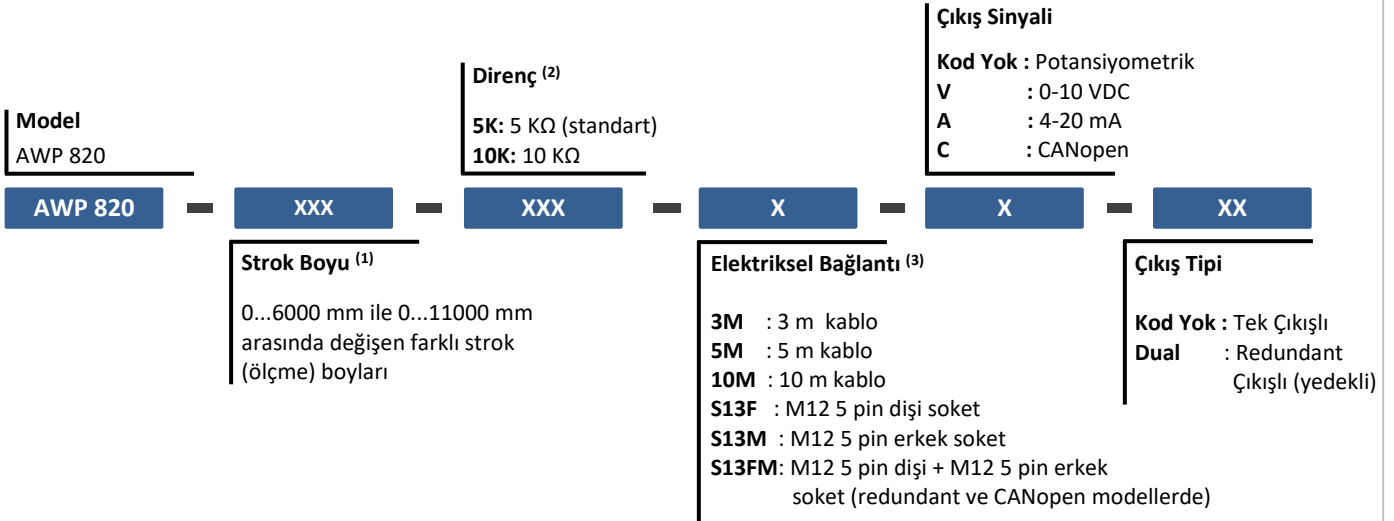 Çıkış Sinyali
Kod Yok : Potansiyometrik
V : 0-10 VDC
A : 4-20 mA
C : CANopen
Direnç (2)
5K: 5 KΩ (standart)
10K: 10 KΩ
Model
AWP 820
AWP 820 - XXX - XXX - X - X - XX
Strok Boyu (1)
0...6000 mm ile 0...11000 mm
arasında değişen farklı strok
(ölçme) boyları
Elektriksel Bağlantı (3)
3M : 3 m kablo
5M : 5 m kablo
10M : 10 m kablo
S13F : M12 5 pin dişi soket
S13M : M12 5 pin erkek soket
S13FM: M12 5 pin dişi + M12 5 pin erkek
soket (redundant ve CANopen modellerde)
Çıkış Tipi
Kod Yok : Tek Çıkışlı
Dual : Redundant
Çıkışlı (yedekli)